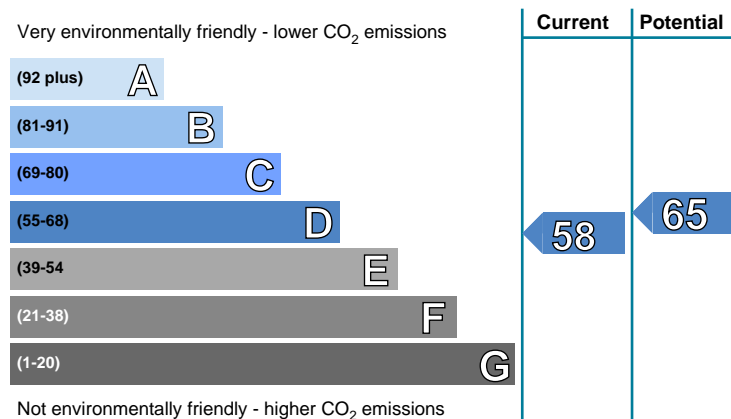 Very environmentally friendly - lower CO₂ emissions
Current
Potential
(92 plus) A
(81-91) B
(69-80) C
(55-68) D
(39-54 E
(21-38) F
(1-20) G
58
65
Not environmentally friendly - higher CO₂ emissions